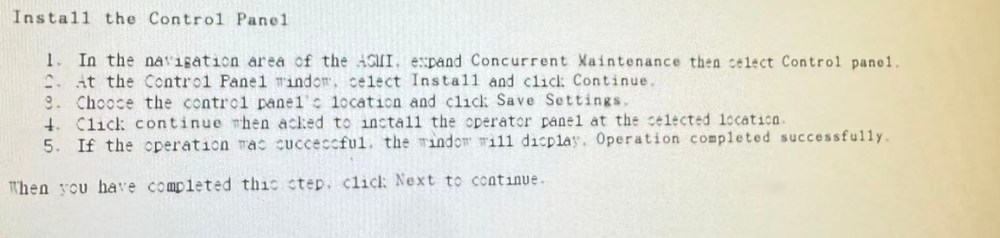 Install the Control Panel
1. In the navigation area of the ASMI, expand Concurrent Maintenance then select Control panel.
2. At the Control Panel window, select Install and click Continue.
3. Choose the control panel's location and click Save Settings.
4. Click continue when asked to install the operator panel at the selected location.
5. If the operation was successful, the window will display, Operation completed successfully.
When you have completed this step, click Next to continue.